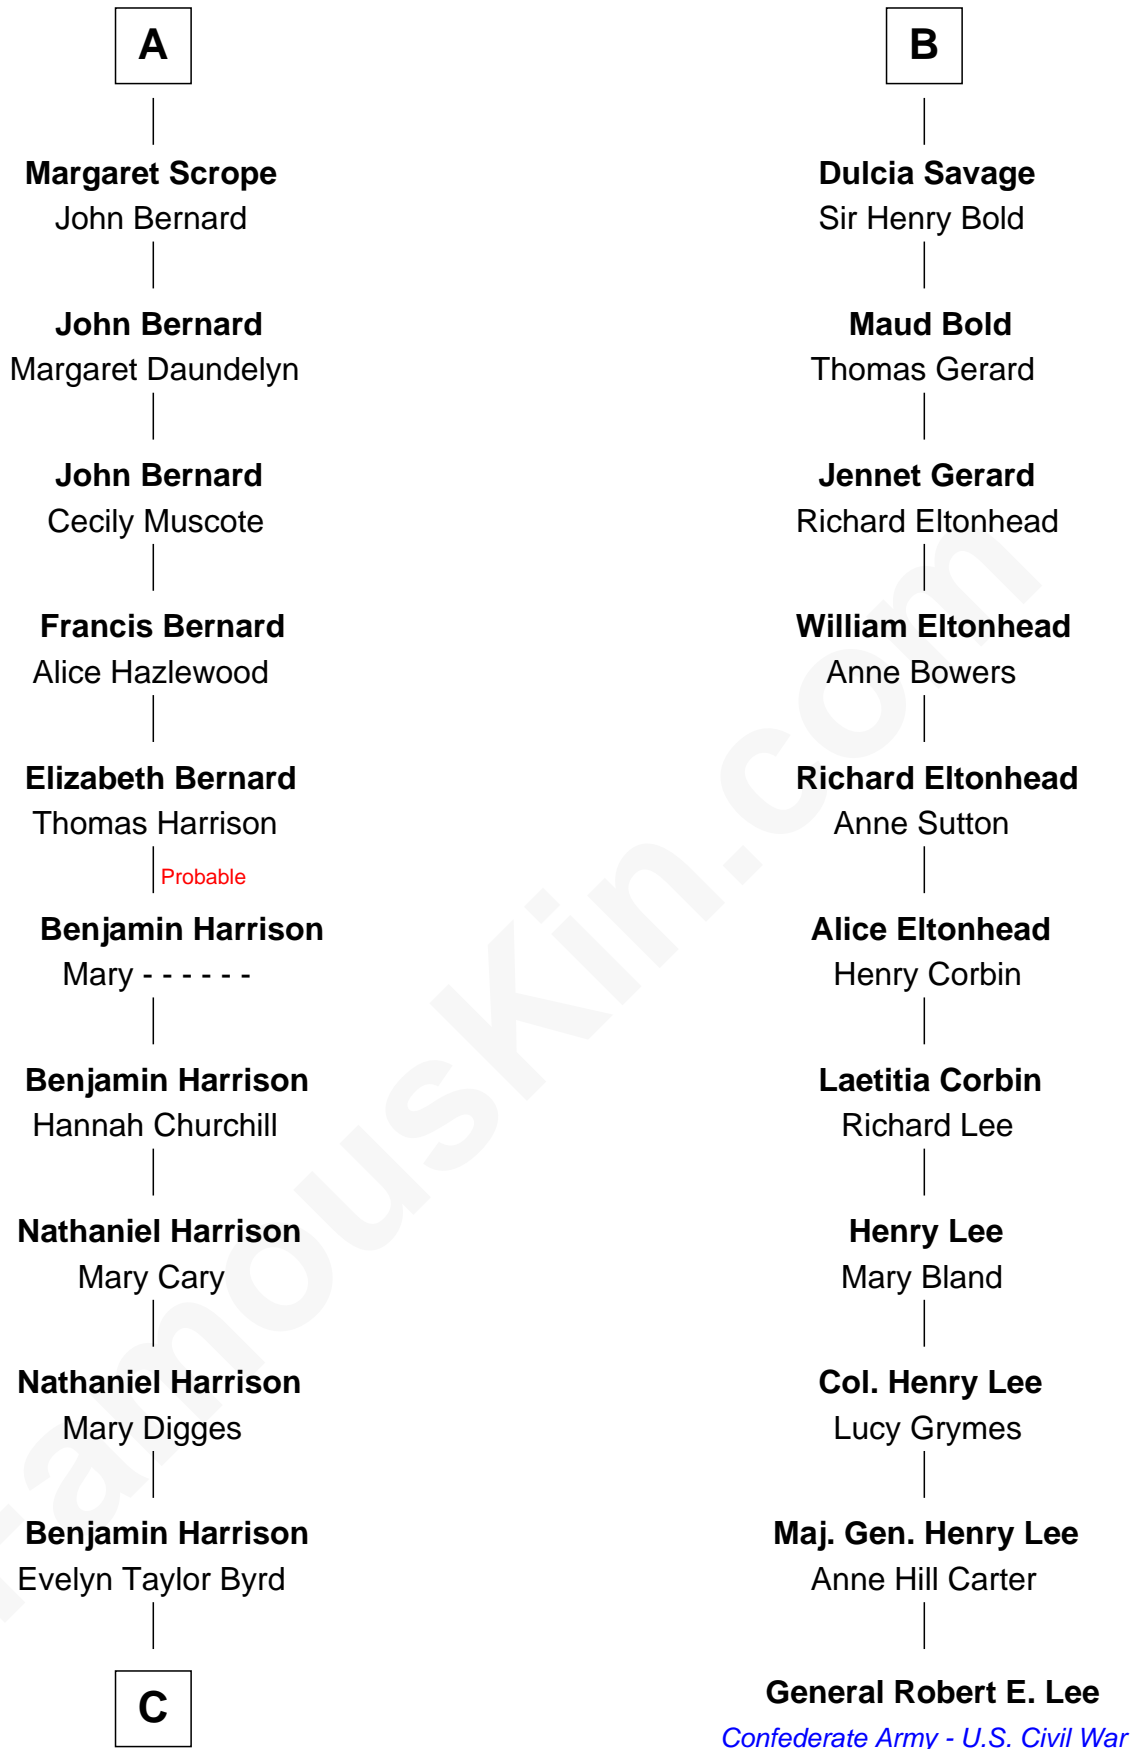 A
Margaret Scrope
John Bernard
John Bernard
Margaret Daundelyn
John Bernard
Cecily Muscote
Francis Bernard
Alice Hazlewood
Elizabeth Bernard
Thomas Harrison
Probable
Benjamin Harrison
Mary - - - - - -
Benjamin Harrison
Hannah Churchill
Nathaniel Harrison
Mary Cary
Nathaniel Harrison
Mary Digges
Benjamin Harrison
Evelyn Taylor Byrd
C
B
Dulcia Savage
Sir Henry Bold
Maud Bold
Thomas Gerard
Jennet Gerard
Richard Eltonhead
William Eltonhead
Anne Bowers
Richard Eltonhead
Anne Sutton
Alice Eltonhead
Henry Corbin
Laetitia Corbin
Richard Lee
Henry Lee
Mary Bland
Col. Henry Lee
Lucy Grymes
Maj. Gen. Henry Lee
Anne Hill Carter
General Robert E. Lee
Confederate Army - U.S. Civil War
FamousKin.com